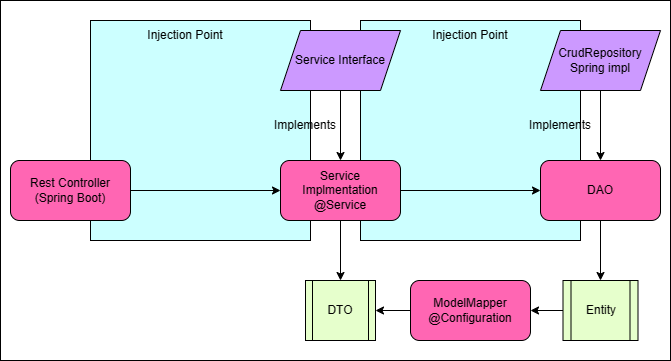 Injection Point
Service Interface
Injection Point
CrudRepository
Spring impl
Implements
Implements
Rest Controller
(Spring Boot)
Service
Implmentation
@Service
DAO
DTO
ModelMapper
@Configuration
Entity